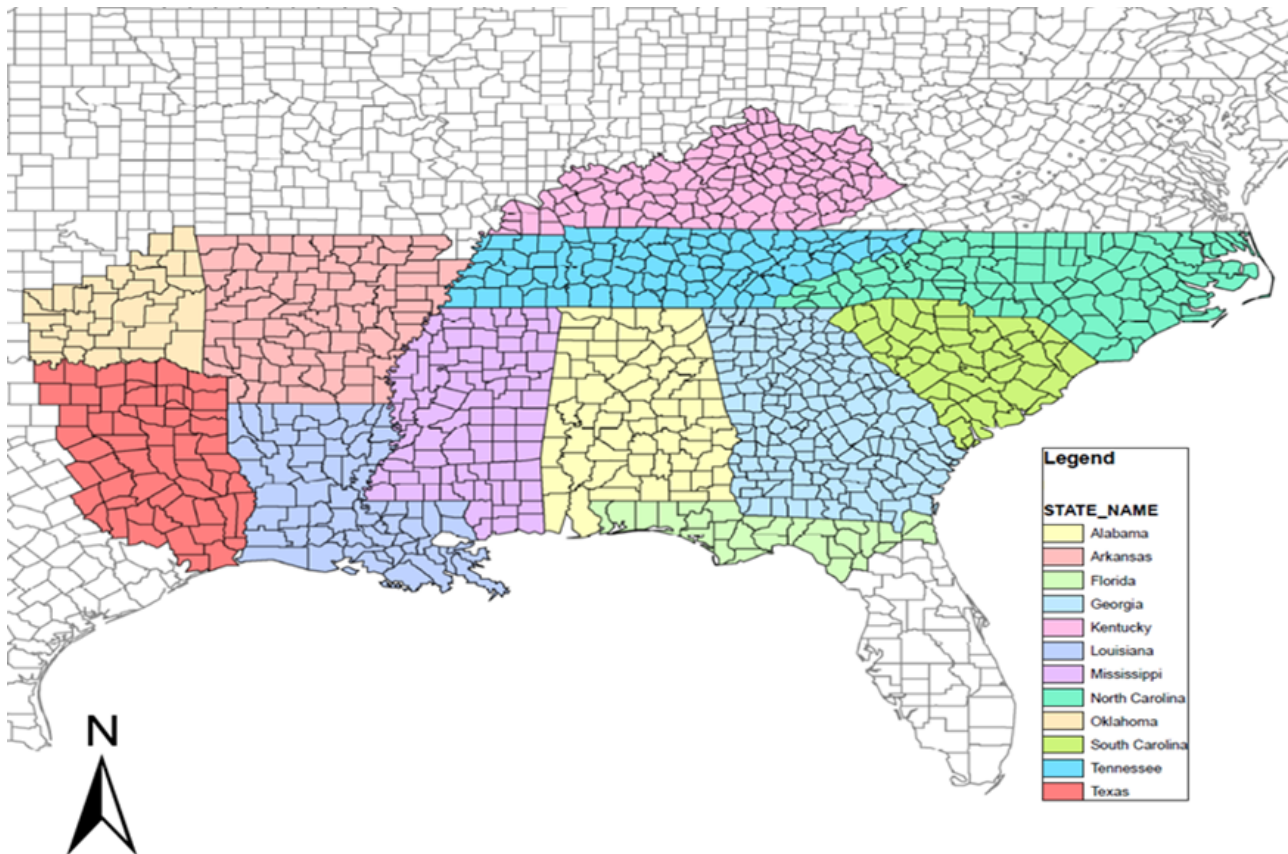 Legend
STATE_NAME
Alabama
Arkansas
Florida
Georgia
Kentucky
Louisiana
Mississippi
North Carolina
Oklahoma
South Carolina
Tennessee
Texas
N